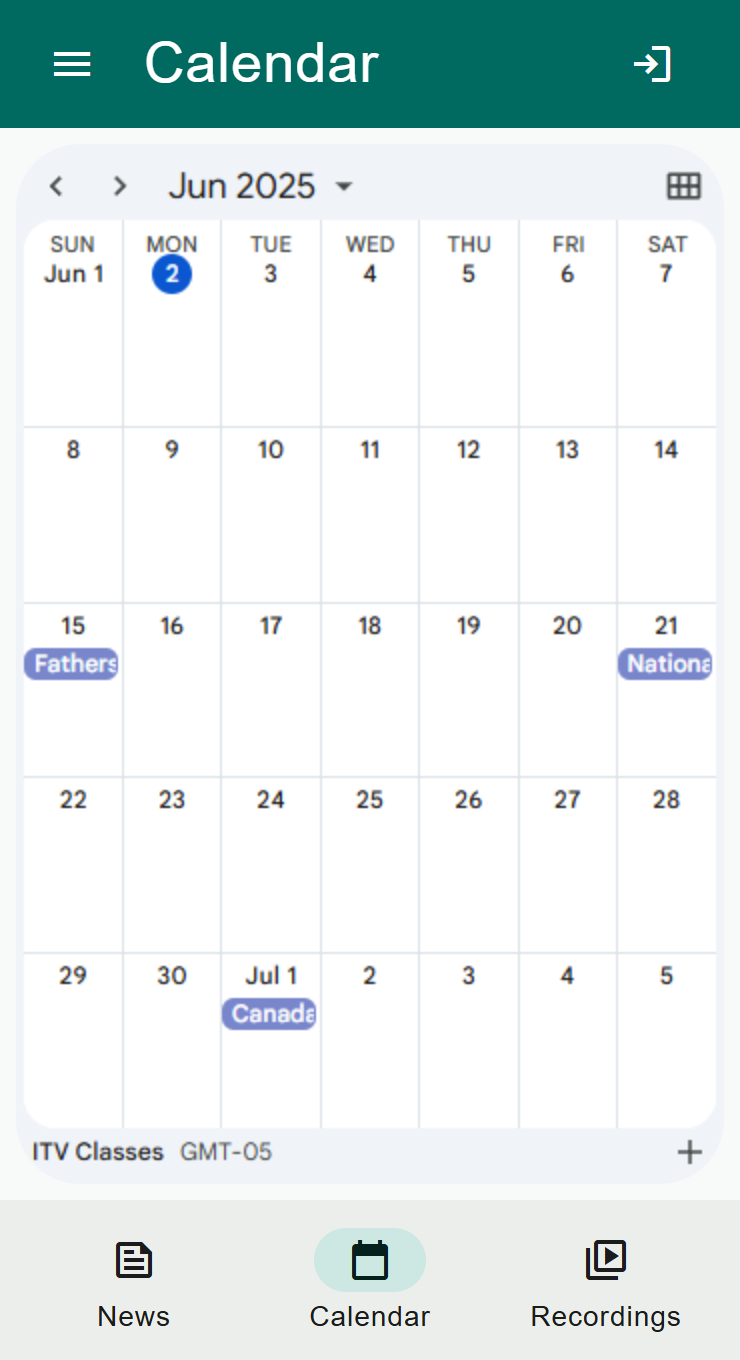 Calendar
Jun 2025
SUN MON TUE WED THU FRI SAT
Jun 1 2 3 4 5 6 7
8 9 10 11 12 13 14
15 16 17 18 19 20 21
Fathers Nationa
22 23 24 25 26 27 28
29 30 Jul 1 2 3 4 5
Canada
ITV Classes GMT-05
News Calendar Recordings